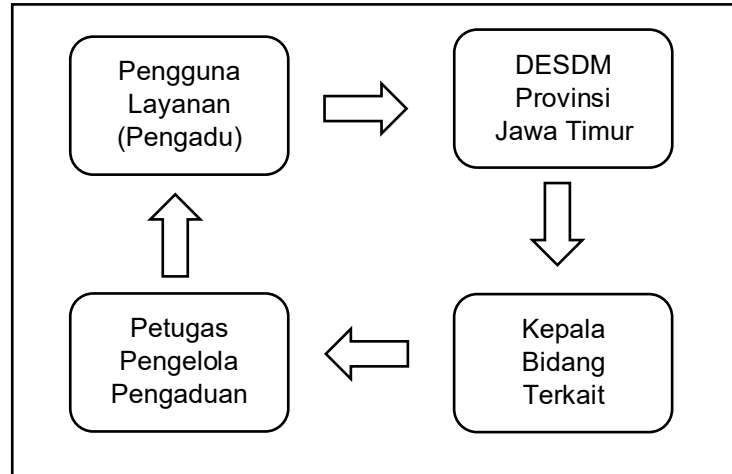 Pengguna
Layanan
(Pengadu)
DESDM
Provinsi
Jawa Timur
Petugas
Pengelola
Pengaduan
Kepala
Bidang
Terkait